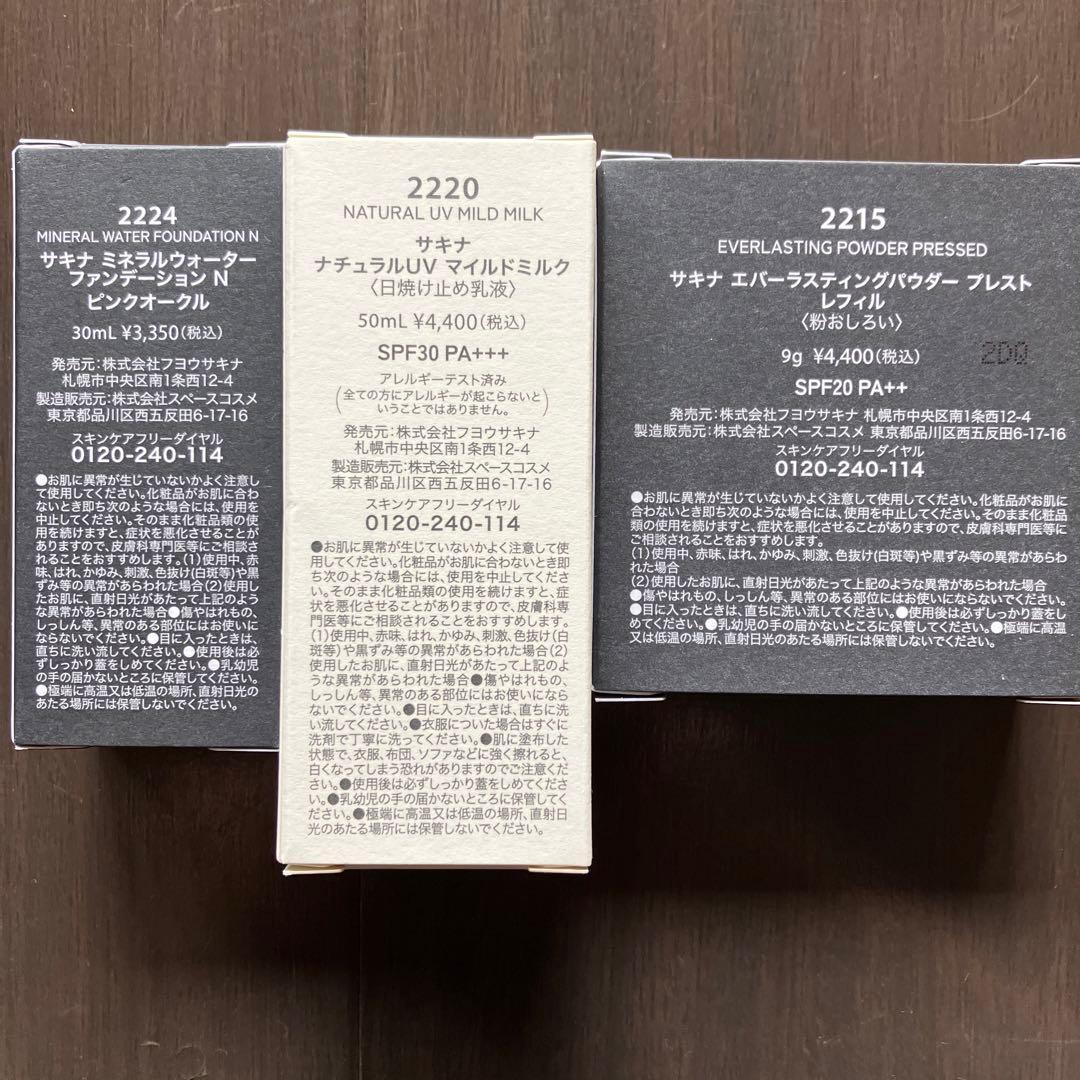 2224
MINERAL WATER FOUNDATION N
サキナ ミネラルウォーター
ファンデーション N
ピンクオークル
30mL ¥3,350(税込)
発売元：株式会社フヨウサキナ
札幌市中央区南1条西12-4
製造販売元：株式会社スペースコスメ
東京都品川区西五反田6-17-16
スキンケアフリーダイヤル
0120-240-114
●お肌に異常が生じていないかよく注意し
て使用してください。化粧品がお肌に合わ
ないとき即ち次のような場合には、使用を
中止してください。そのまま化粧品類の使
用を続けますと、症状を悪化させることがあ
りますので、皮膚科専門医等にご相談され
ることをおすすめします。(1)使用中、赤
味、はれ、かゆみ、刺激、色抜け(白斑等)や黒
ずみ等の異常があらわれた場合(2)使用し
たお肌に、直射日光があたって上記のよう
な異常があらわれた場合●傷やはれもの、
しっしん等、異常のある部位にはお使いに
ならないでください。●目に入ったときは、
直ちに洗い流してください。●使用後は必
ずしっかり蓋をしめてください。●乳幼児
の手の届かないところに保管してください。
●極端に高温又は低温の場所、直射日光の
あたる場所には保管しないでください。
2220
NATURAL UV MILD MILK
サキナ
ナチュラルUV マイルドミルク
〈日焼け止め乳液〉
50mL ¥4,400(税込)
SPF30 PA+++
アレルギーテスト済み
(全ての方にアレルギーが起こらないと
いうことではありません。)
発売元：株式会社フヨウサキナ
札幌市中央区南1条西12-4
製造販売元：株式会社スペースコスメ
東京都品川区西五反田6-17-16
スキンケアフリーダイヤル
0120-240-114
●お肌に異常が生じていないかよく注意して使
用してください。化粧品がお肌に合わないとき即
ち次のような場合には、使用を中止してください。
そのまま化粧品類の使用を続けますと、症
状を悪化させることがありますので、皮膚科専
門医等にご相談されることをおすすめします。
(1)使用中、赤味、はれ、かゆみ、刺激、色抜け(白
斑等)や黒ずみ等の異常があらわれた場合(2)
使用したお肌に、直射日光があたって上記のよ
うな異常があらわれた場合●傷やはれもの、
しっしん等、異常のある部位にはお使いになら
ないでください。●目に入ったときは、直ちに洗
い流してください。●衣服についた場合はすぐに
洗剤で丁寧に洗ってください。●肌に塗布した
状態で、衣服、布団、ソファなどに強く擦れると、
白くなってしまう恐れがありますのでご注意くだ
さい。●使用後は必ずしっかり蓋をしめてくださ
い。●乳幼児の手の届かないところに保管してく
ださい。●極端に高温又は低温の場所、直射日
光のあたる場所には保管しないでください。
2215
EVERLASTING POWDER PRESSED
サキナ エバーラスティングパウダー プレスト
レフィル
〈粉おしろい〉
9g ¥4,400(税込)
2DQ
SPF20 PA++
発売元：株式会社フヨウサキナ 札幌市中央区南1条西12-4
製造販売元：株式会社スペースコスメ 東京都品川区西五反田6-17-16
スキンケアフリーダイヤル
0120-240-114
●お肌に異常が生じていないかよく注意して使用してください。化粧品がお肌に
合わないとき即ち次のような場合には、使用を中止してください。そのまま化粧品類
の使用を続けますと、症状を悪化させることがありますので、皮膚科専門医等にご
相談されることをおすすめします。
(1)使用中、赤味、はれ、かゆみ、刺激、色抜け(白斑等)や黒ずみ等の異常があらわ
れた場合
(2)使用したお肌に、直射日光があたって上記のような異常があらわれた場合
●傷やはれもの、しっしん等、異常のある部位にはお使いにならないでください。
●目に入ったときは、直ちに洗い流してください。●使用後は必ずしっかり蓋をし
めてください。●乳幼児の手の届かないところに保管してください。●極端に高温
又は低温の場所、直射日光のあたる場所には保管しないでください。